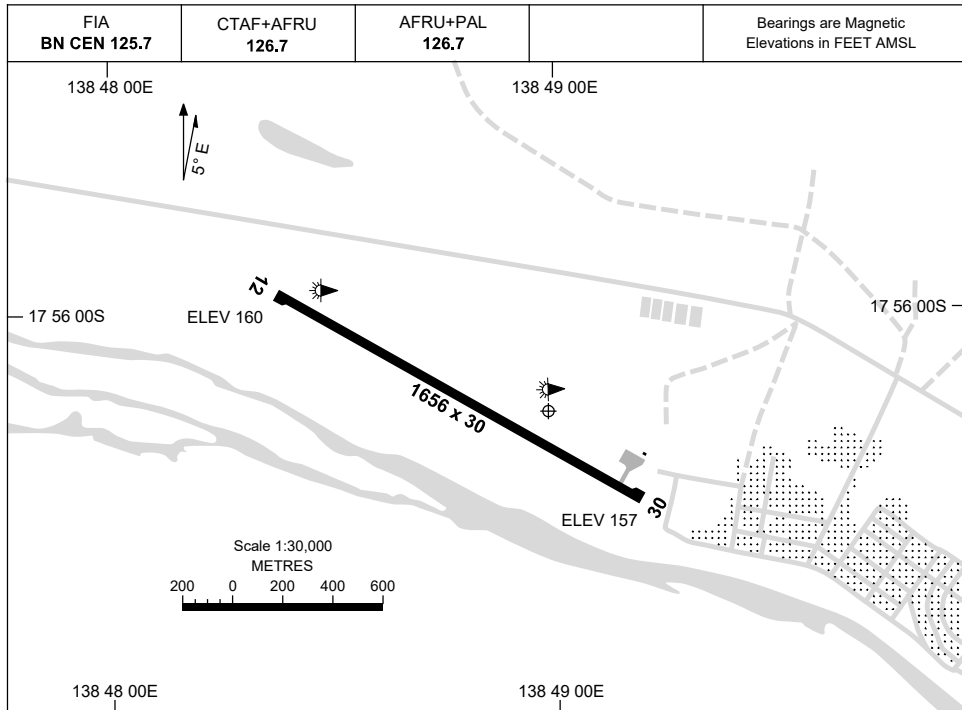 FIA
BN CEN 125.7
CTAF+AFRU
126.7
AFRU+PAL
126.7
Bearings are Magnetic
Elevations in FEET AMSL
138 48 00E
138 49 00E
5° E
12
17 56 00S
17 56 00S
ELEV 160
1656 x 30
30
ELEV 157
Scale 1:30,000
METRES
200 0 200 400 600
138 48 00E
138 49 00E